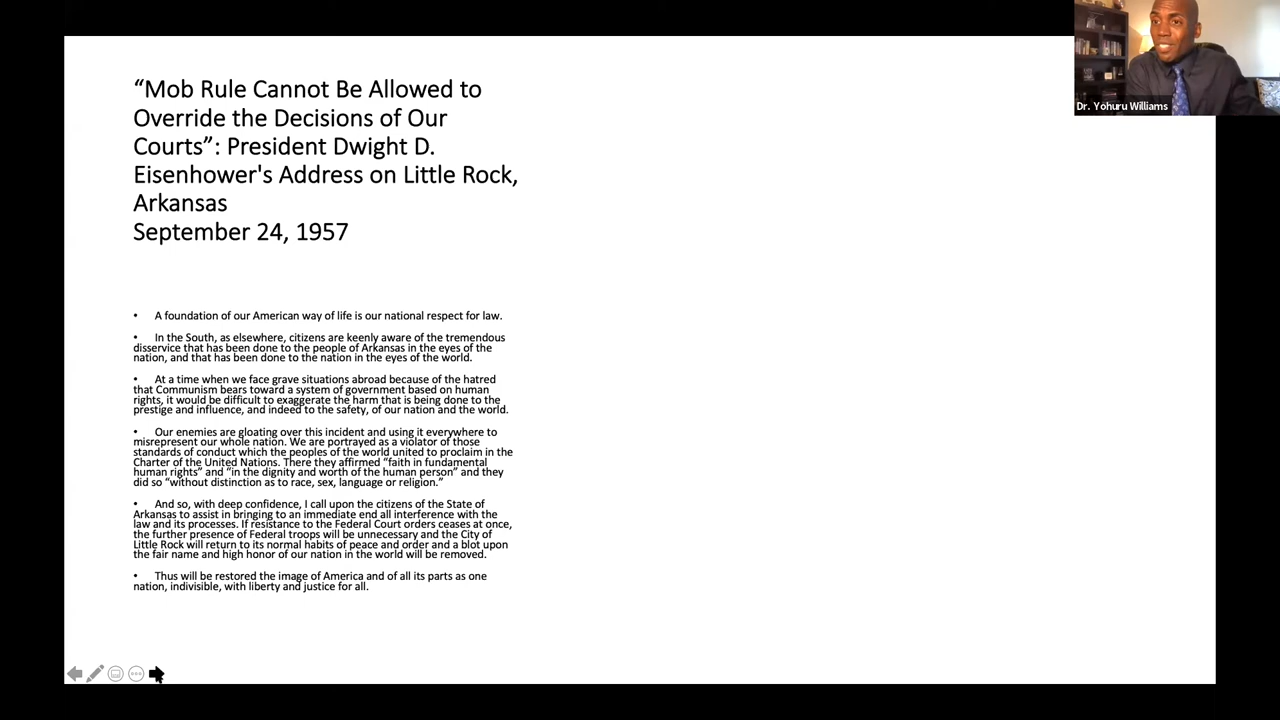 “Mob Rule Cannot Be Allowed to
Override the Decisions of Our
Courts”: President Dwight D.
Eisenhower's Address on Little Rock,
Arkansas
September 24, 1957
• A foundation of our American way of life is our national respect for law.
• In the South, as elsewhere, citizens are keenly aware of the tremendous
disservice that has been done to the people of Arkansas in the eyes of the
nation, and that has been done to the nation in the eyes of the world.
• At a time when we face grave situations abroad because of the hatred
that Communism bears toward a system of government based on human
rights, it would be difficult to exaggerate the harm that is being done to the
prestige and influence, and indeed to the safety, of our nation and the world.
• Our enemies are gloating over this incident and using it everywhere to
misrepresent our whole nation. We are portrayed as a violator of those
standards of conduct which the peoples of the world united to proclaim in the
Charter of the United Nations. There they affirmed “faith in fundamental
human rights” and “in the dignity and worth of the human person” and they
did so “without distinction as to race, sex, language or religion.”
• And so, with deep confidence, I call upon the citizens of the State of
Arkansas to assist in bringing to an immediate end all interference with the
law and its processes. If resistance to the Federal Court orders ceases at once,
the further presence of Federal troops will be unnecessary and the City of
Little Rock will return to its normal habits of peace and order and a blot upon
the fair name and high honor of our nation in the world will be removed.
• Thus will be restored the image of America and of all its parts as one
nation, indivisible, with liberty and justice for all.
Dr. Yohuru Williams